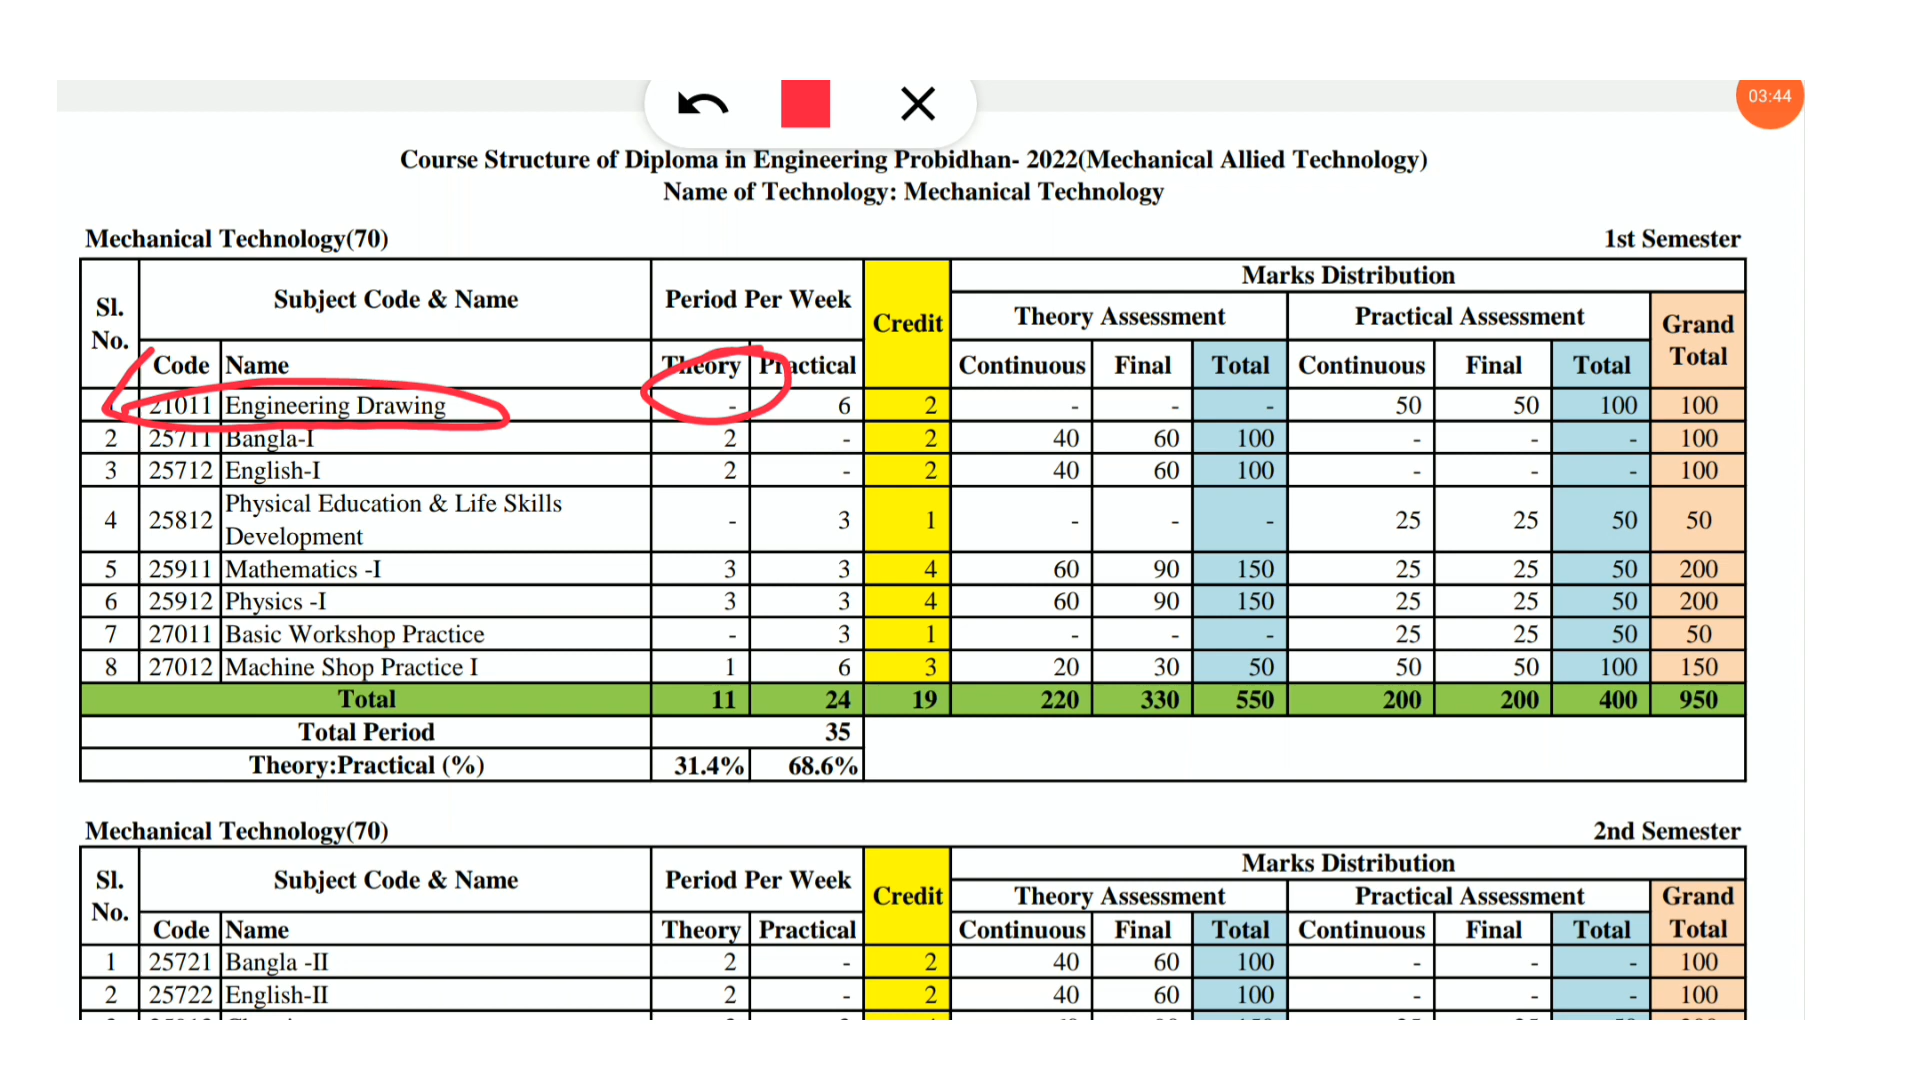 03:44
Course Structure of Diploma in Engineering Probidhan- 2022(Mechanical Allied Technology)
Name of Technology: Mechanical Technology
Mechanical Technology(70) 1st Semester
Sl. No. Subject Code & Name Period Per Week Credit Marks Distribution
Theory Assessment Practical Assessment Grand Total
Code Name Theory Practical Continuous Final Total Continuous Final Total
21011 Engineering Drawing - 6 2 - - - 50 50 100 100
2 25711 Bangla-I 2 - 2 40 60 100 - - - 100
3 25712 English-I 2 - 2 40 60 100 - - - 100
4 25812 Physical Education & Life Skills Development - 3 1 - - - 25 25 50 50
5 25911 Mathematics -I 3 3 4 60 90 150 25 25 50 200
6 25912 Physics -I 3 3 4 60 90 150 25 25 50 200
7 27011 Basic Workshop Practice - 3 1 - - - 25 25 50 50
8 27012 Machine Shop Practice I 1 6 3 20 30 50 50 50 100 150
Total 11 24 19 220 330 550 200 200 400 950
Total Period 35
Theory:Practical (%) 31.4% 68.6%
Mechanical Technology(70) 2nd Semester
Sl. No. Subject Code & Name Period Per Week Credit Marks Distribution
Theory Assessment Practical Assessment Grand Total
Code Name Theory Practical Continuous Final Total Continuous Final Total
1 25721 Bangla -II 2 - 2 40 60 100 - - - 100
2 25722 English-II 2 - 2 40 60 100 - - - 100